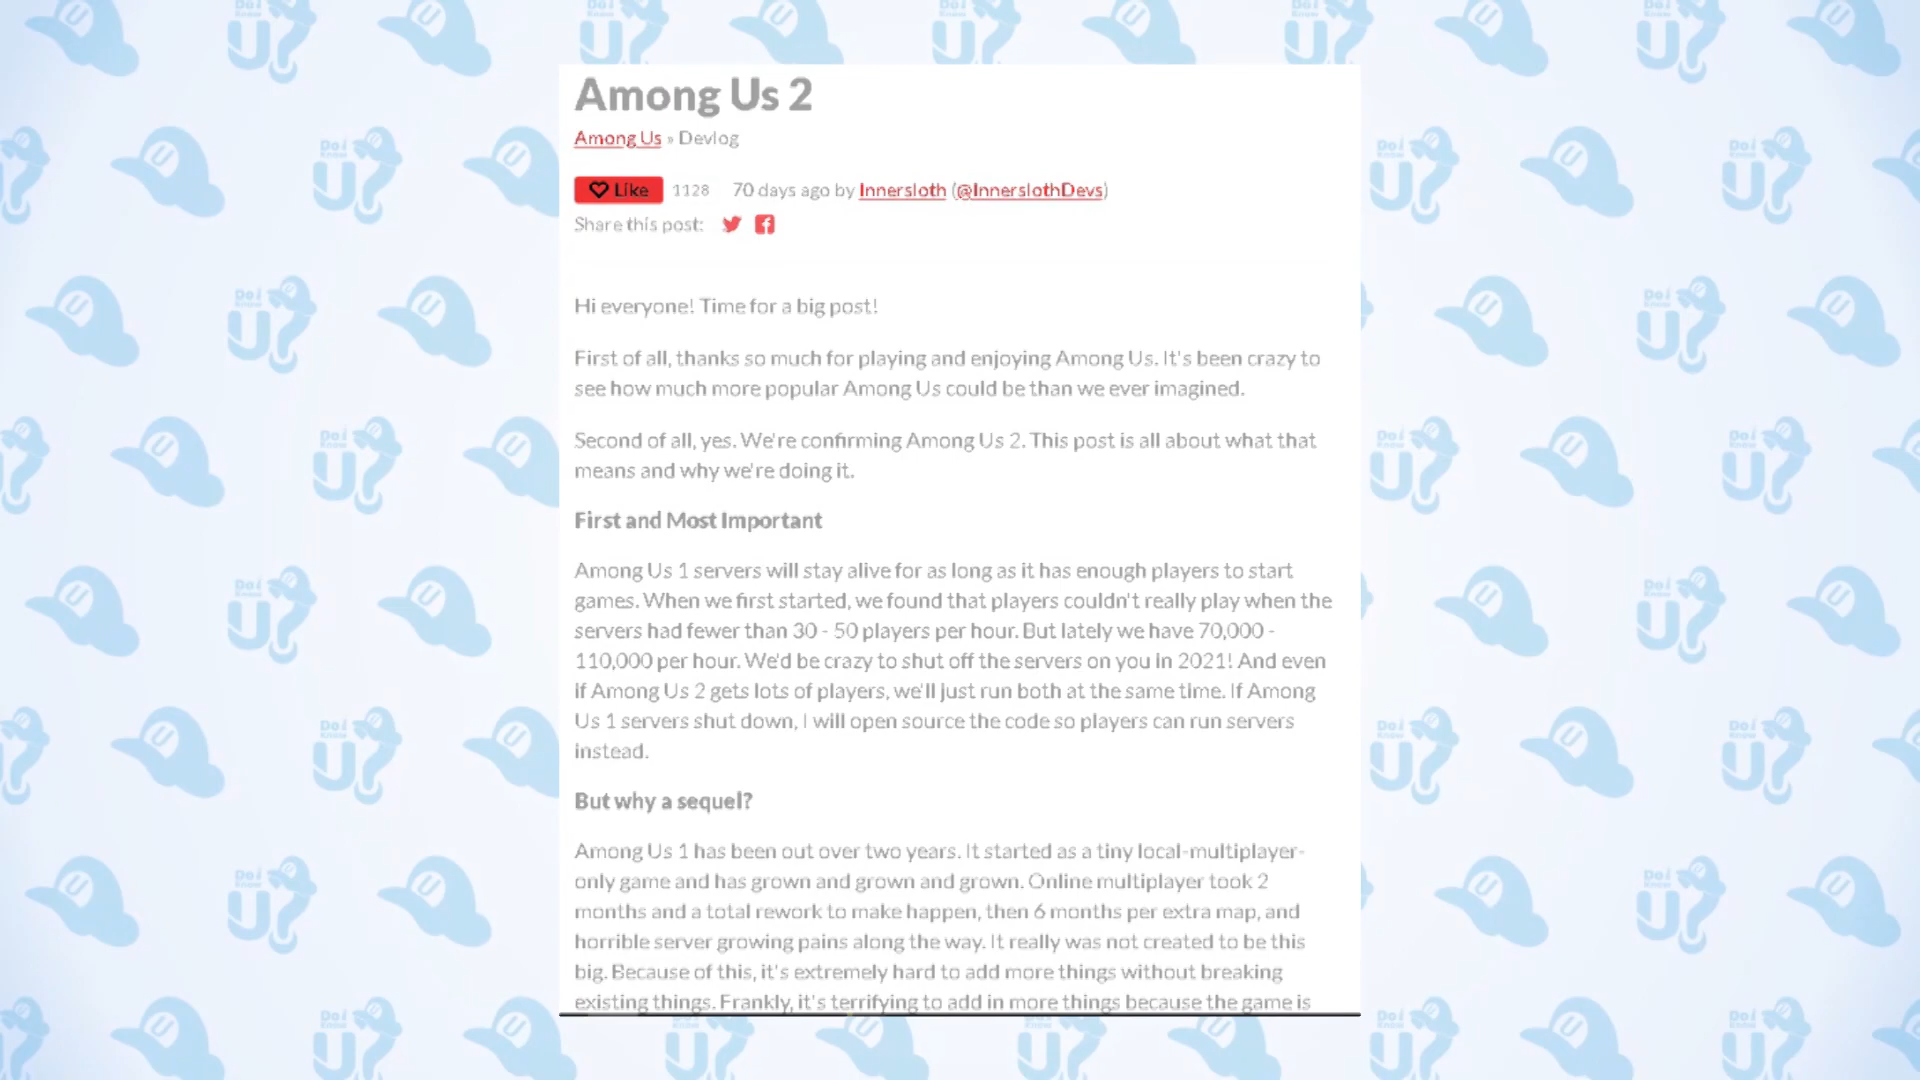 Among Us 2
Among Us » Devlog
Like 1128 70 days ago by Innersloth (@InnerslothDevs)
Share this post:
Hi everyone! Time for a big post!
First of all, thanks so much for playing and enjoying Among Us. It's been crazy to
see how much more popular Among Us could be than we ever imagined.
Second of all, yes. We're confirming Among Us 2. This post is all about what that
means and why we're doing it.
First and Most Important
Among Us 1 servers will stay alive for as long as it has enough players to start
games. When we first started, we found that players couldn't really play when the
servers had fewer than 30 - 50 players per hour. But lately we have 70,000 -
110,000 per hour. We'd be crazy to shut off the servers on you in 2021! And even
if Among Us 2 gets lots of players, we'll just run both at the same time. If Among
Us 1 servers shut down, I will open source the code so players can run servers
instead.
But why a sequel?
Among Us 1 has been out over two years. It started as a tiny local-multiplayer-
only game and has grown and grown and grown. Online multiplayer took 2
months and a total rework to make happen, then 6 months per extra map, and
horrible server growing pains along the way. It really was not created to be this
big. Because of this, it's extremely hard to add more things without breaking
existing things. Frankly, it's terrifying to add in more things because the game is
Do i Know U?